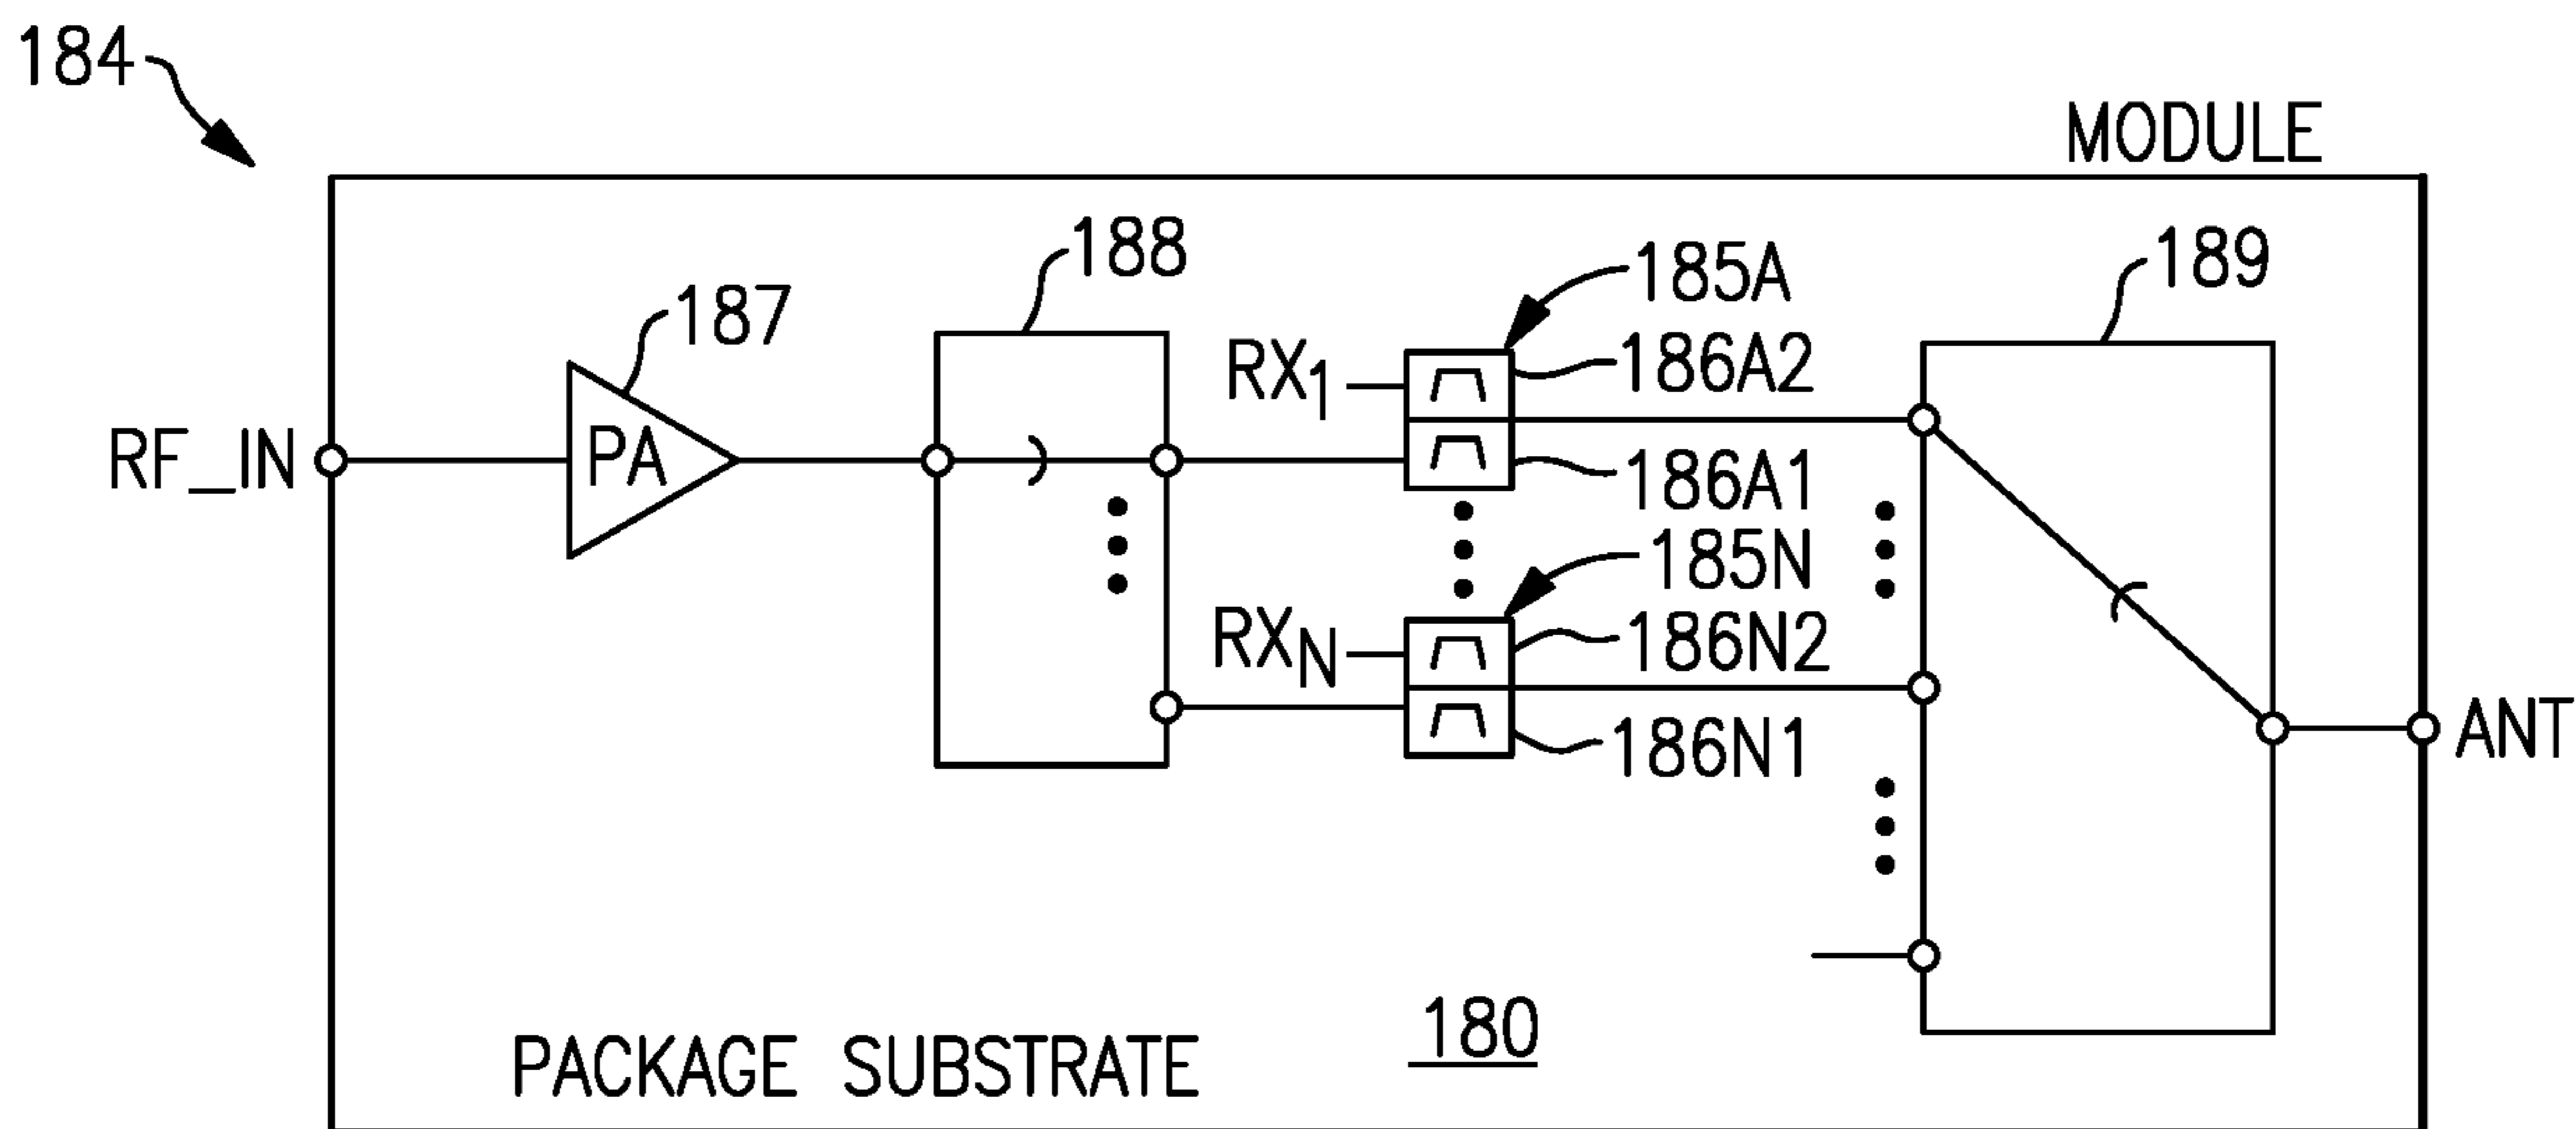 184
MODULE
188
185A
189
187
RX1
186A2
RF_IN
PA
186A1
185N
RXN
186N2
186N1
ANT
180
PACKAGE SUBSTRATE